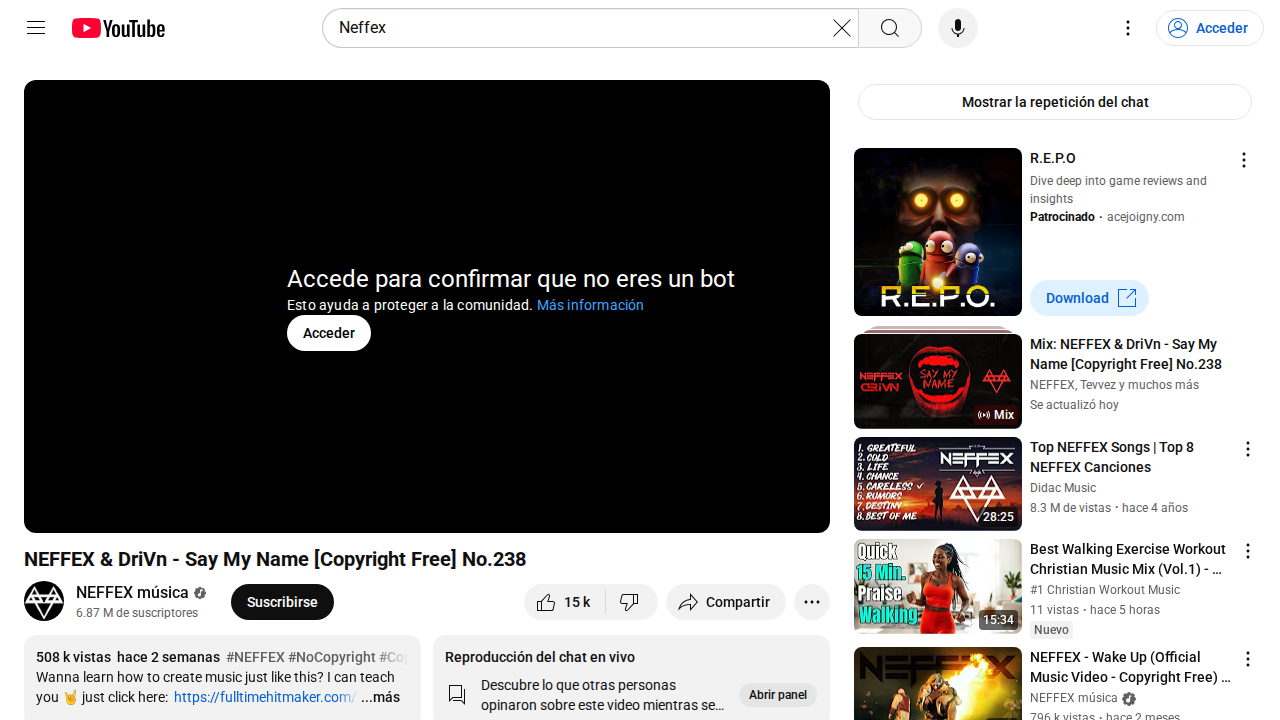 YouTube
Neffex
Acceder
Accede para confirmar que no eres un bot
Esto ayuda a proteger a la comunidad. Más información
Acceder
NEFFEX & DriVn - Say My Name [Copyright Free] No.238
NEFFEX música
6.87 M de suscriptores
Suscribirse
15 k
Compartir
508 k vistas hace 2 semanas #NEFFEX #NoCopyright #Cop
Wanna learn how to create music just like this? I can teach
you 🤘 just click here: https://fulltimehitmaker.com/ ...más
Reproducción del chat en vivo
Descubre lo que otras personas
opinaron sobre este video mientras se...
Abrir panel
Mostrar la repetición del chat
R.E.P.O.
R.E.P.O
Dive deep into game reviews and
insights
Patrocinado · acejoigny.com
Download
NEFFEX
DRIVN
SAY MY
NAME
Mix
Mix: NEFFEX & DriVn - Say My
Name [Copyright Free] No.238
NEFFEX, Tevvez y muchos más
Se actualizó hoy
1. GREATEFUL
2. COLD
3. LIFE
4. CHANCE
5. CARELESS ✓
6. RUMORS
7. DESTINY
8. BEST OF ME
NEFFEX
28:25
Top NEFFEX Songs | Top 8
NEFFEX Canciones
Didac Music
8.3 M de vistas · hace 4 años
Quick
15 Min.
Praise
Walking
15:34
Best Walking Exercise Workout
Christian Music Mix (Vol.1) - ...
#1 Christian Workout Music
11 vistas · hace 5 horas
Nuevo
NEFFEX
NEFFEX - Wake Up (Official
Music Video - Copyright Free) ...
NEFFEX música
796 k vistas · hace 2 meses